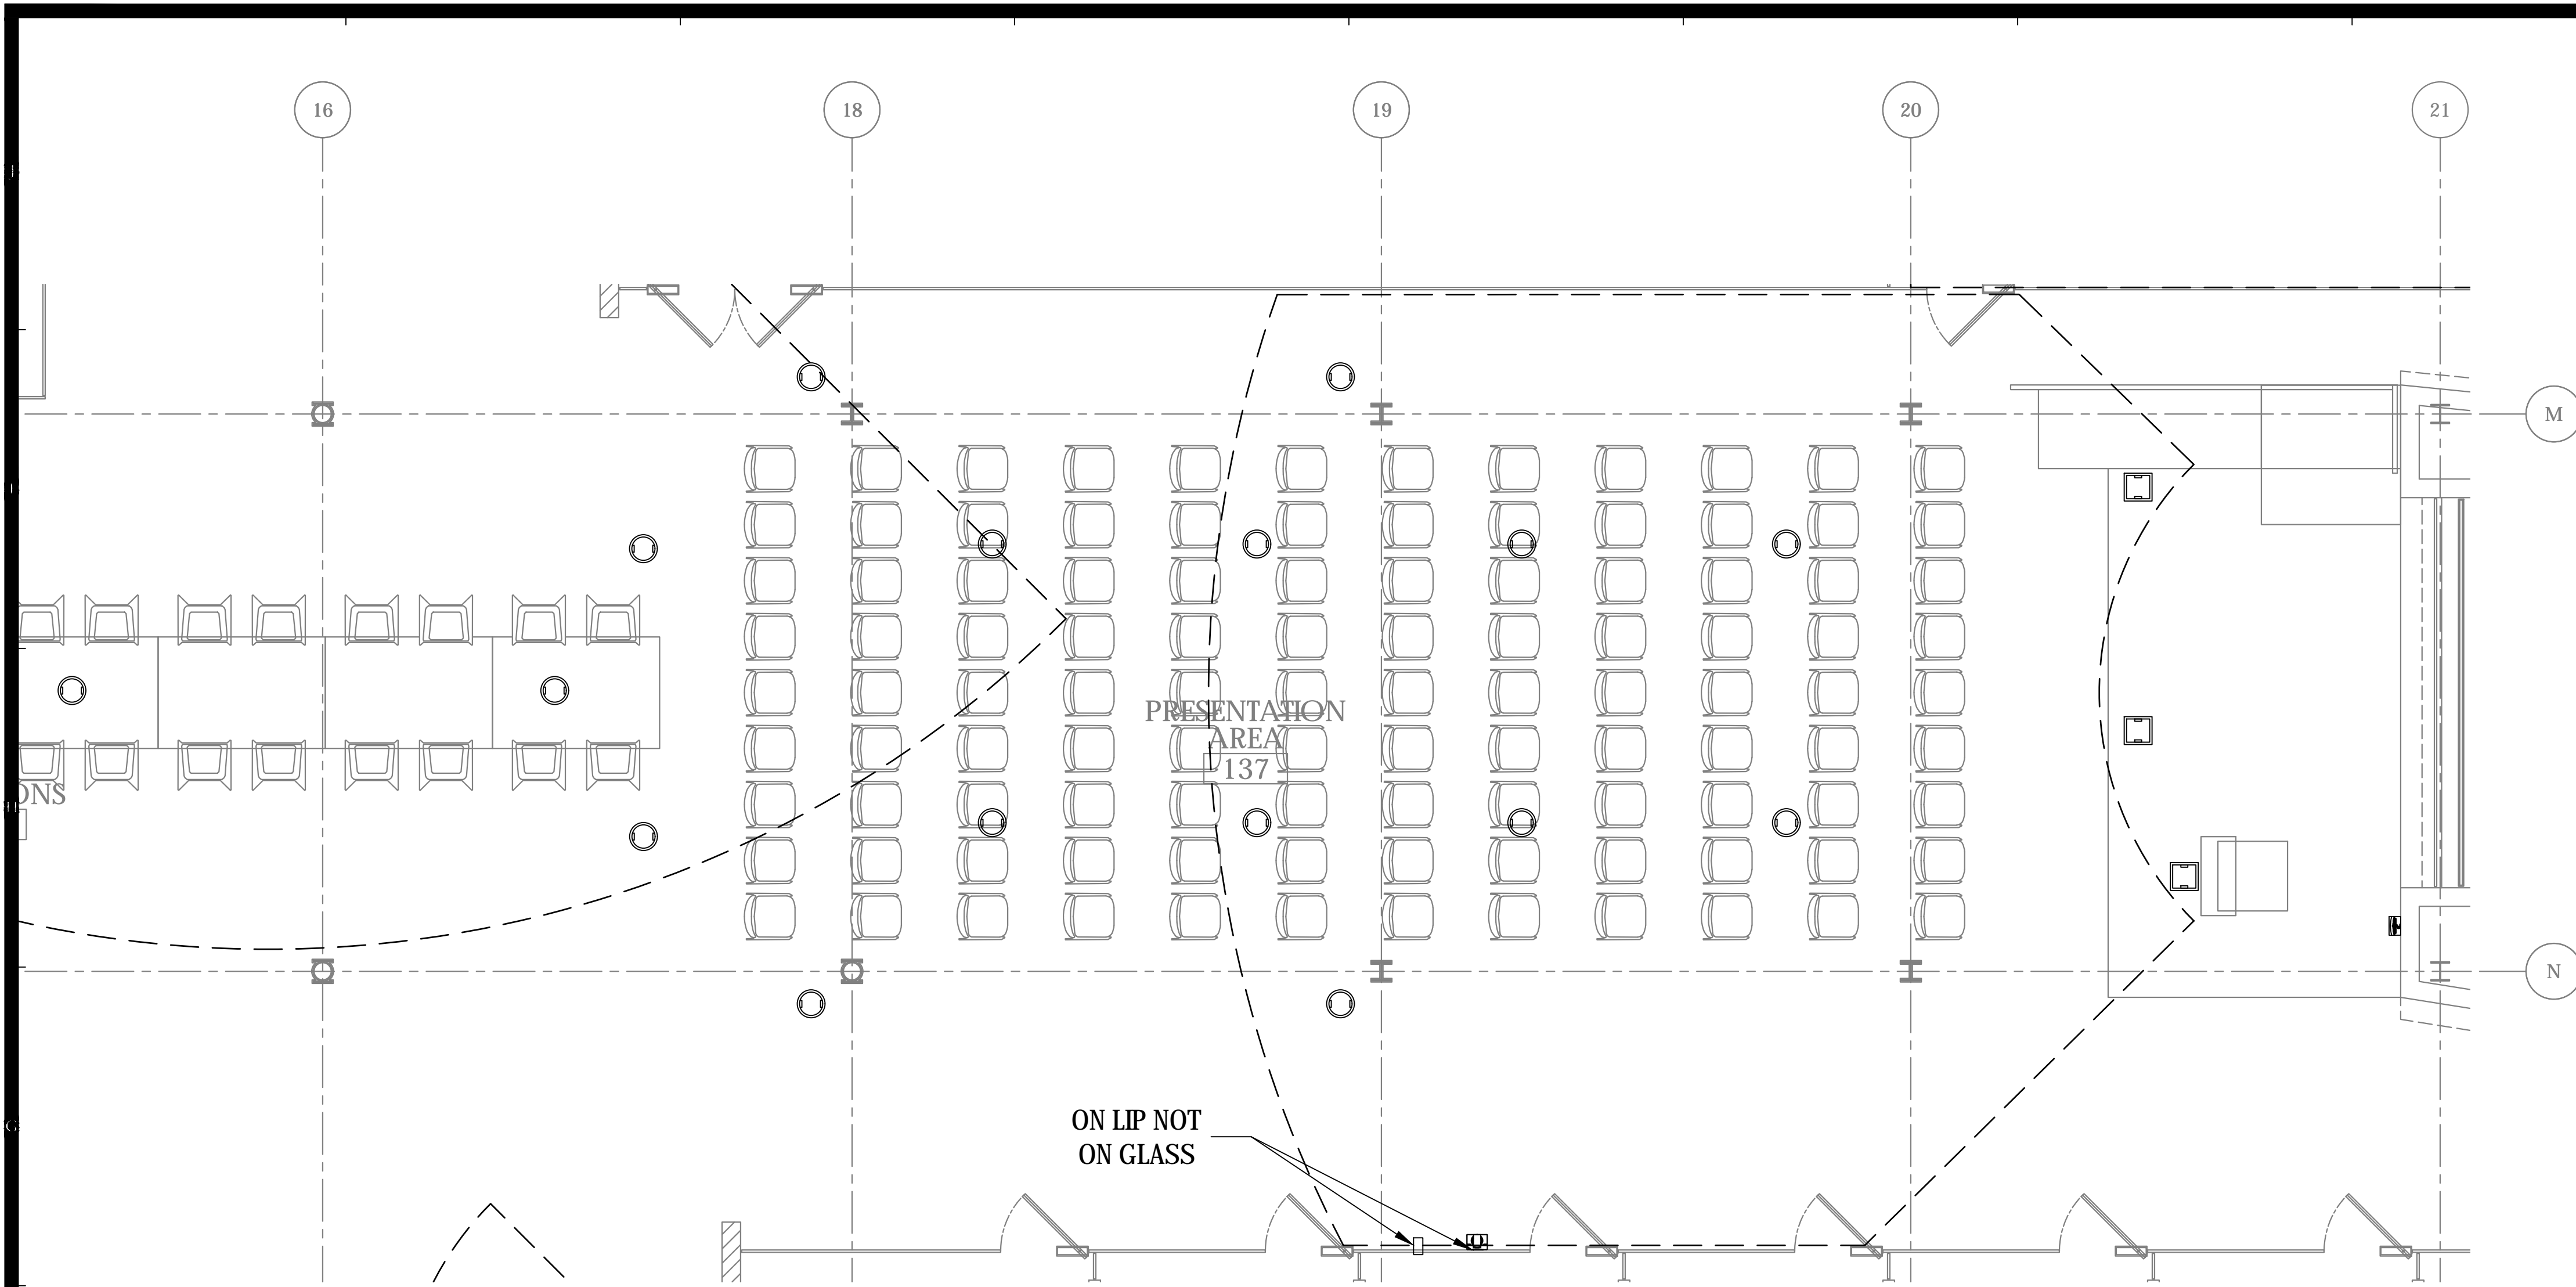 16
18
19
20
21
M
PRESENTATION
AREA
137
ONS
N
ON LIP NOT
ON GLASS